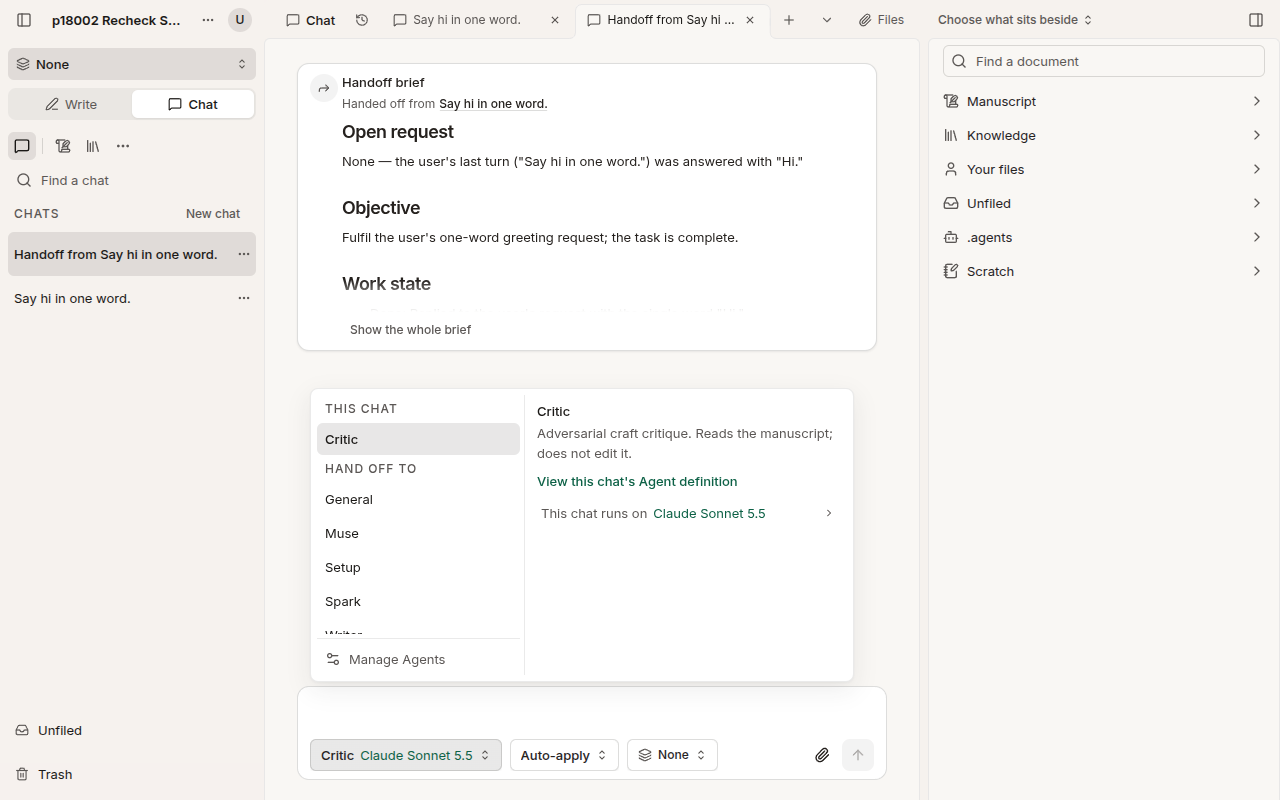 p18002 Recheck S...
U
None
Write
Chat
Find a chat
CHATS
New chat
Handoff from Say hi in one word.
Say hi in one word.
Unfiled
Trash
Chat
Say hi in one word.
Handoff from Say hi ...
Files
Handoff brief
Handed off from Say hi in one word.
Open request
None — the user's last turn ("Say hi in one word.") was answered with "Hi."
Objective
Fulfil the user's one-word greeting request; the task is complete.
Work state
Show the whole brief
THIS CHAT
Critic
HAND OFF TO
General
Muse
Setup
Spark
Writer
Manage Agents
Critic
Adversarial craft critique. Reads the manuscript;
does not edit it.
View this chat's Agent definition
This chat runs on Claude Sonnet 5.5
Critic Claude Sonnet 5.5
Auto-apply
None
Choose what sits beside
Find a document
Manuscript
Knowledge
Your files
Unfiled
.agents
Scratch